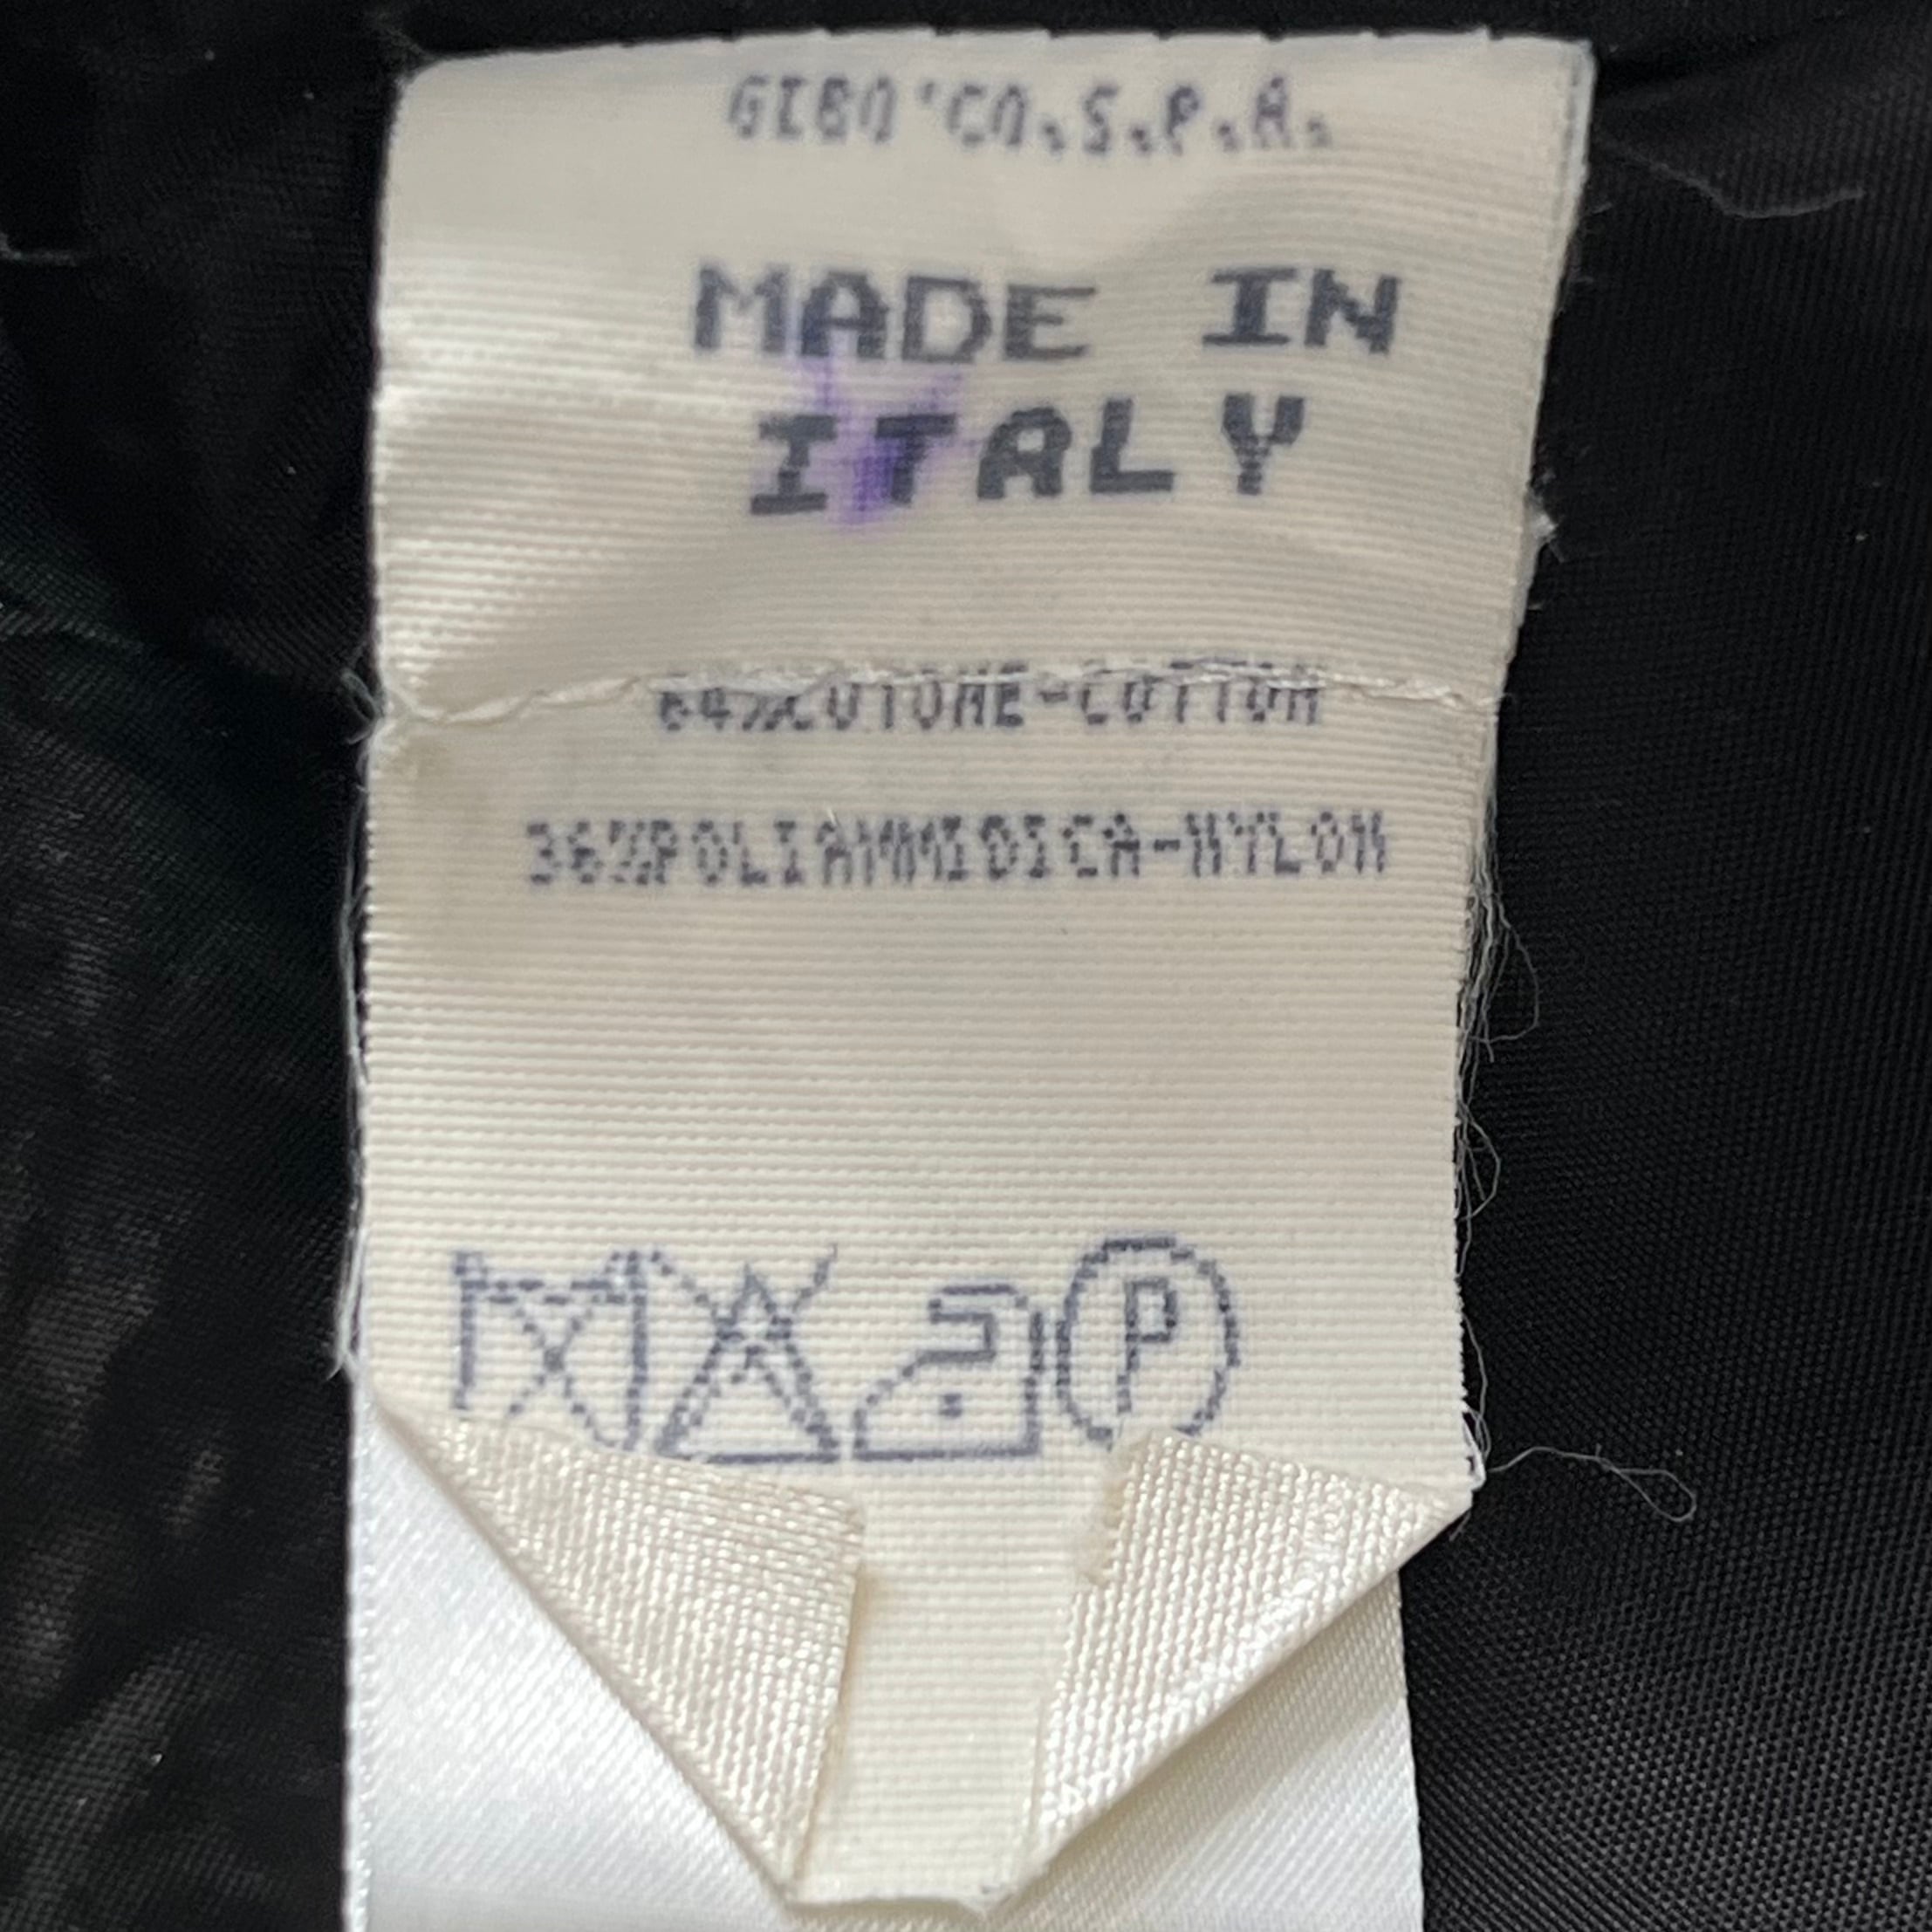 GIBO'CO.S.P.A.
MADE IN
ITALY
64%COTONE-COTTON
36%POLIAMMIDICA-NYLON
P